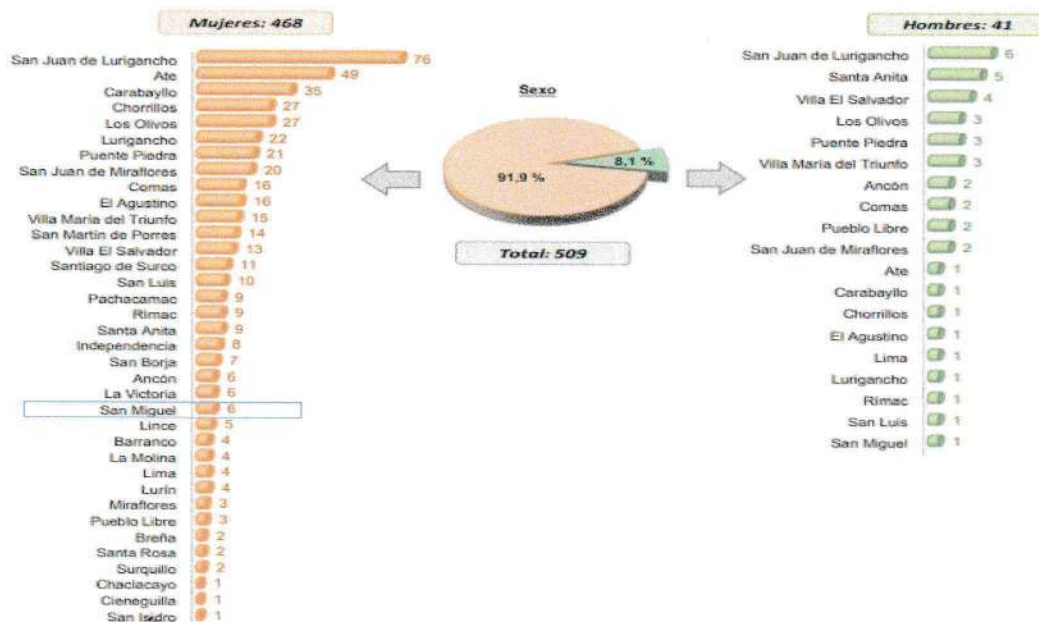 Mujeres: 468
San Juan de Lurigancho 76
Ate 49
Carabayllo 35
Chorrillos 27
Los Olivos 27
Lurigancho 22
Puente Piedra 21
San Juan de Miraflores 20
Comas 16
El Agustino 16
Villa María del Triunfo 15
San Martín de Porres 14
Villa El Salvador 13
Santiago de Surco 11
San Luis 10
Pachacamac 9
Rímac 9
Santa Anita 9
Independencia 8
San Borja 7
Ancón 6
La Victoria 6
San Miguel 6
Lince 5
Barranco 4
La Molina 4
Lima 4
Lurín 4
Miraflores 3
Pueblo Libre 3
Breña 2
Santa Rosa 2
Surquillo 2
Chaclacayo 1
Cieneguilla 1
San Isidro 1
Sexo
8,1 %
91,9 %
Total: 509
Hombres: 41
San Juan de Lurigancho 6
Santa Anita 5
Villa El Salvador 4
Los Olivos 3
Puente Piedra 3
Villa María del Triunfo 3
Ancón 2
Comas 2
Pueblo Libre 2
San Juan de Miraflores 2
Ate 1
Carabayllo 1
Chorrillos 1
El Agustino 1
Lima 1
Lurigancho 1
Rímac 1
San Luis 1
San Miguel 1